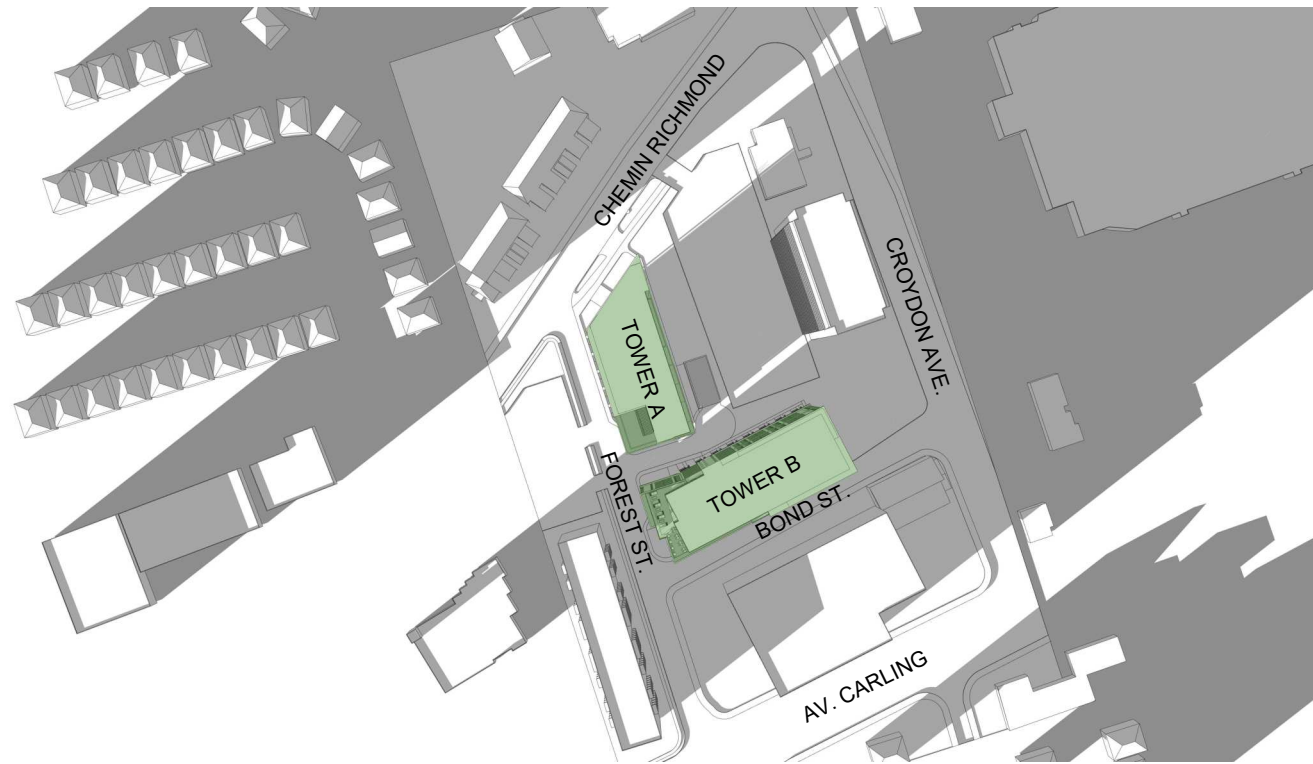 CHEMIN RICHMOND
CROYDON AVE.
TOWER A
TOWER B
FOREST ST.
BOND ST.
AV. CARLING